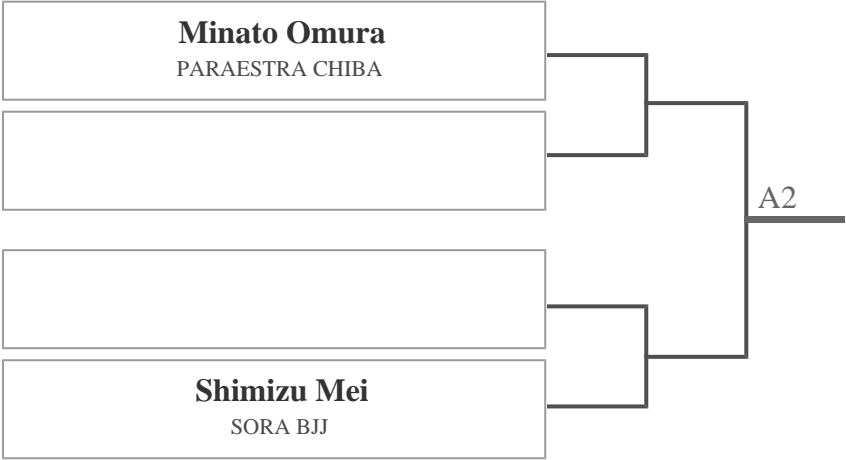 Minato Omura
PARAESTRA CHIBA
A2
Shimizu Mei
SORA BJJ